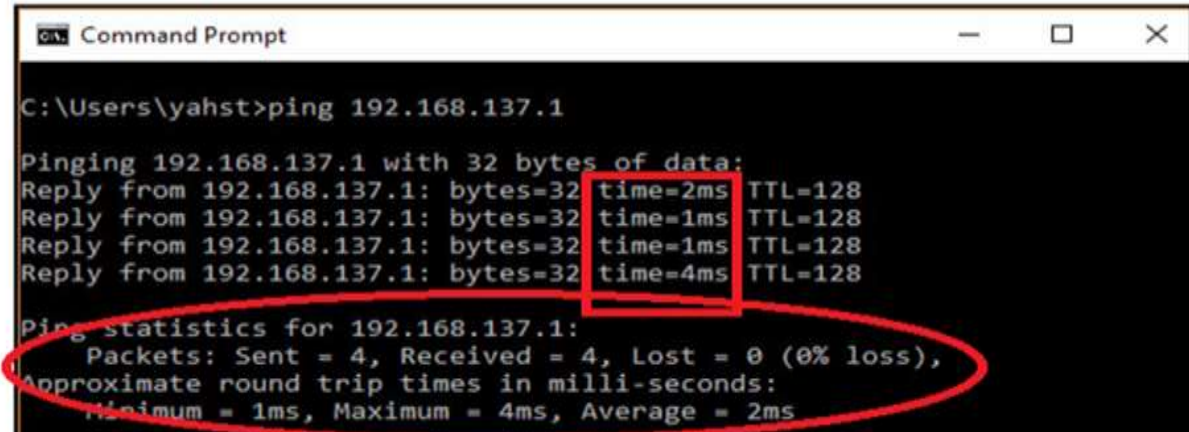 Command Prompt
C:\Users\yahst>ping 192.168.137.1
Pinging 192.168.137.1 with 32 bytes of data:
Reply from 192.168.137.1: bytes=32 time=2ms TTL=128
Reply from 192.168.137.1: bytes=32 time=1ms TTL=128
Reply from 192.168.137.1: bytes=32 time=1ms TTL=128
Reply from 192.168.137.1: bytes=32 time=4ms TTL=128
Ping statistics for 192.168.137.1:
Packets: Sent = 4, Received = 4, Lost = 0 (0% loss),
Approximate round trip times in milli-seconds:
Minimum = 1ms, Maximum = 4ms, Average = 2ms